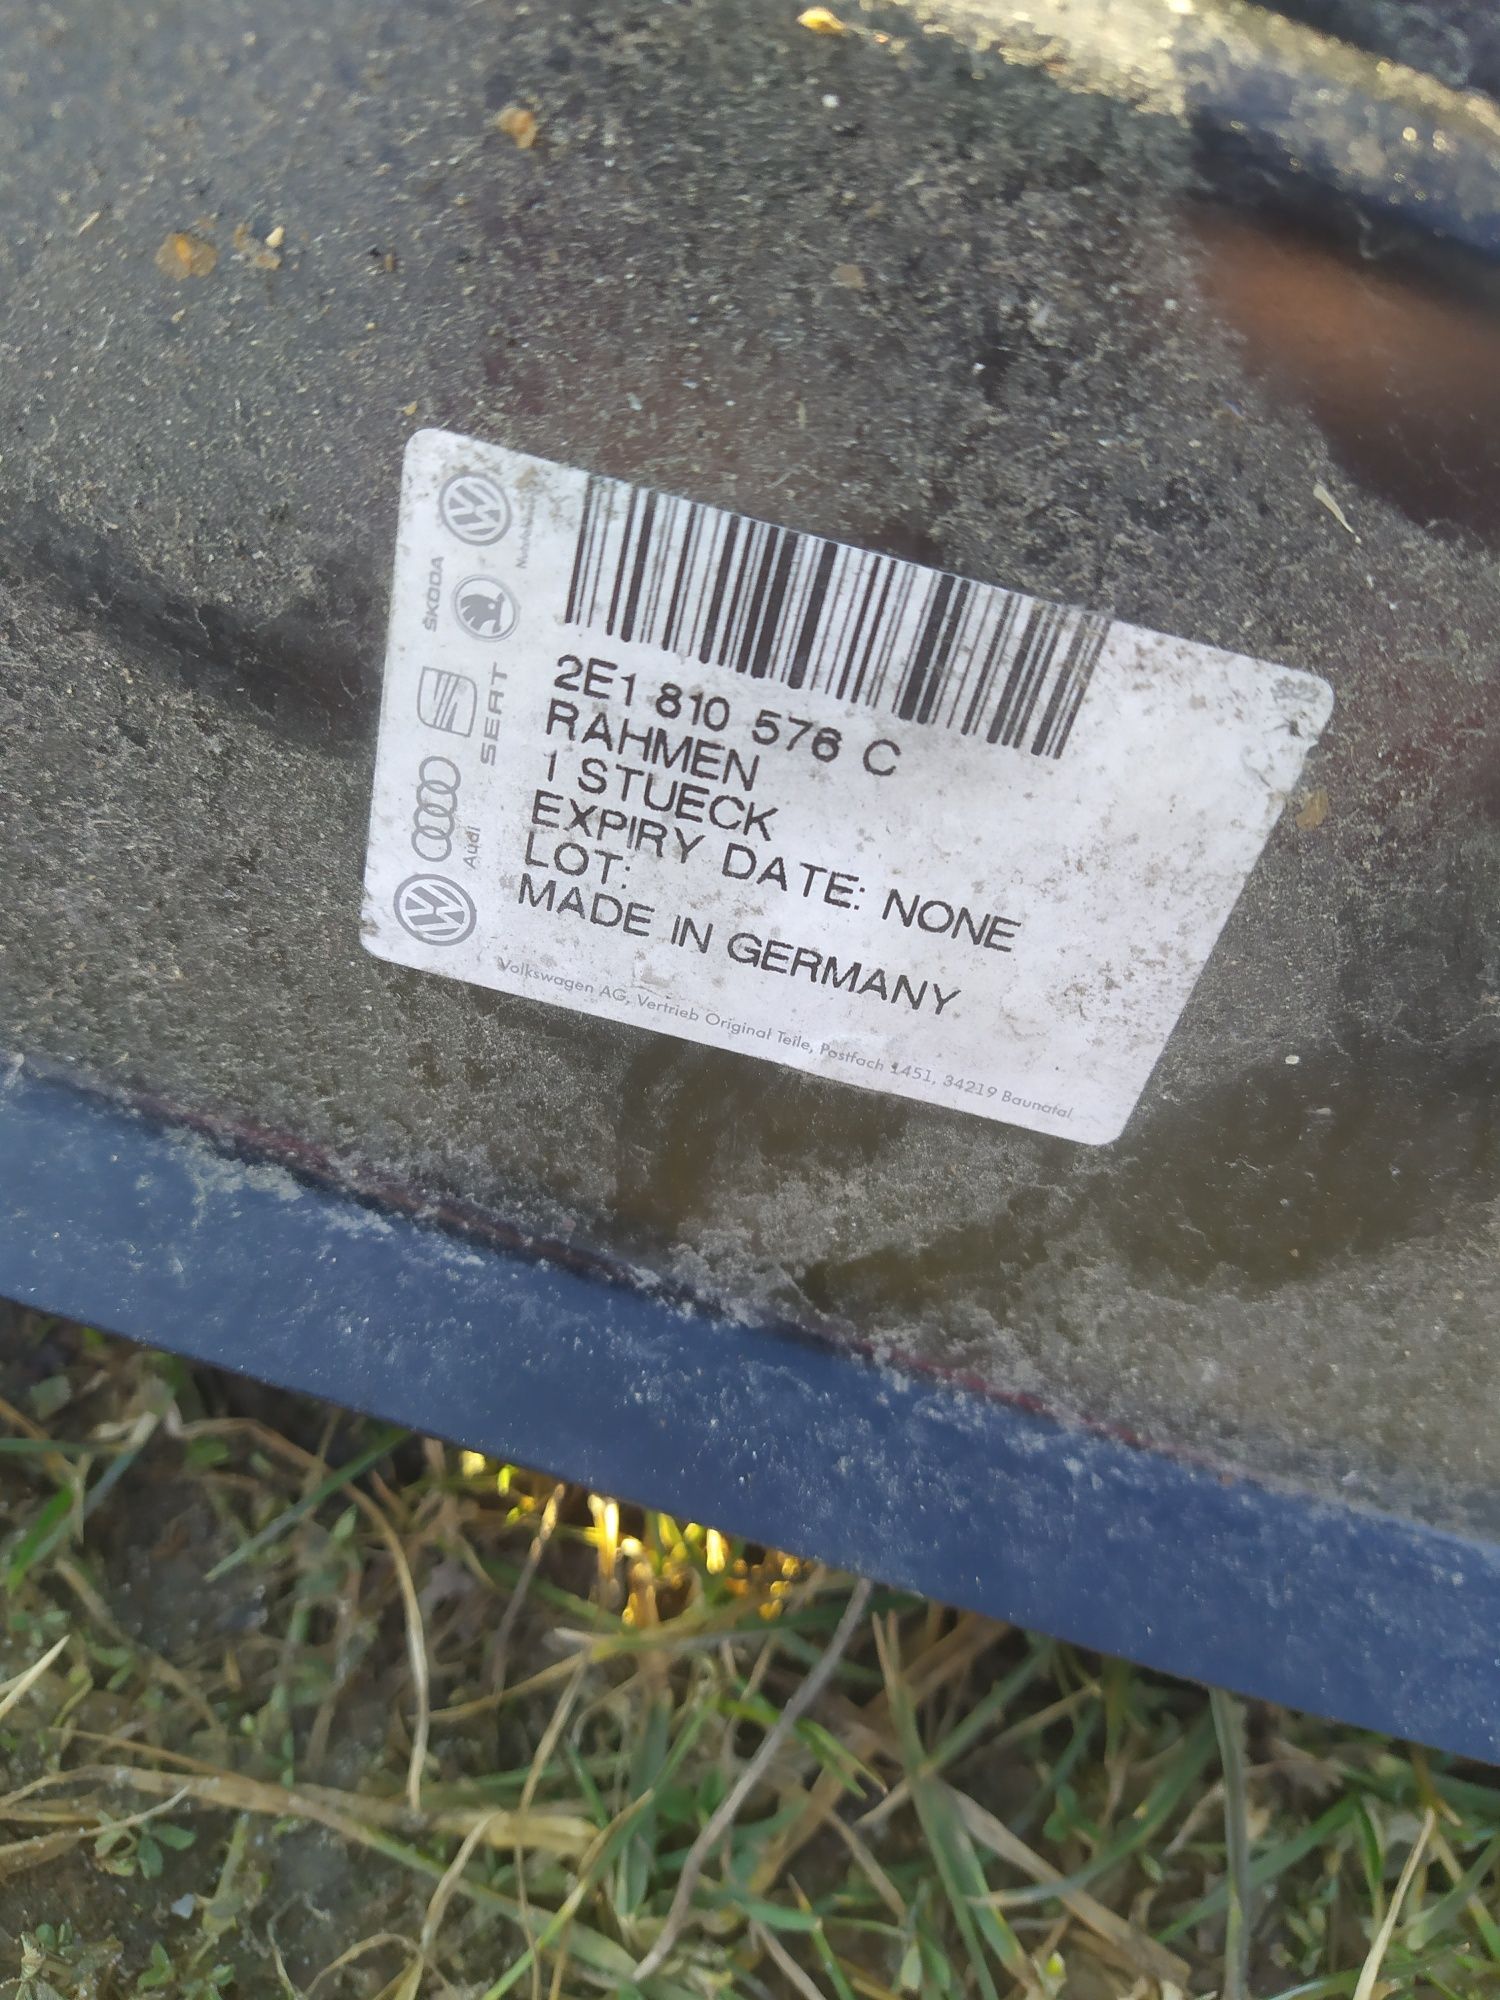 2E1 810 576 C
RAHMEN
1 STUECK
EXPIRY DATE: NONE
LOT:
MADE IN GERMANY
Volkswagen AG, Vertrieb Original Teile, Postfach 1451, 34219 Baunatal
ŠKODA
SEAT
Audi